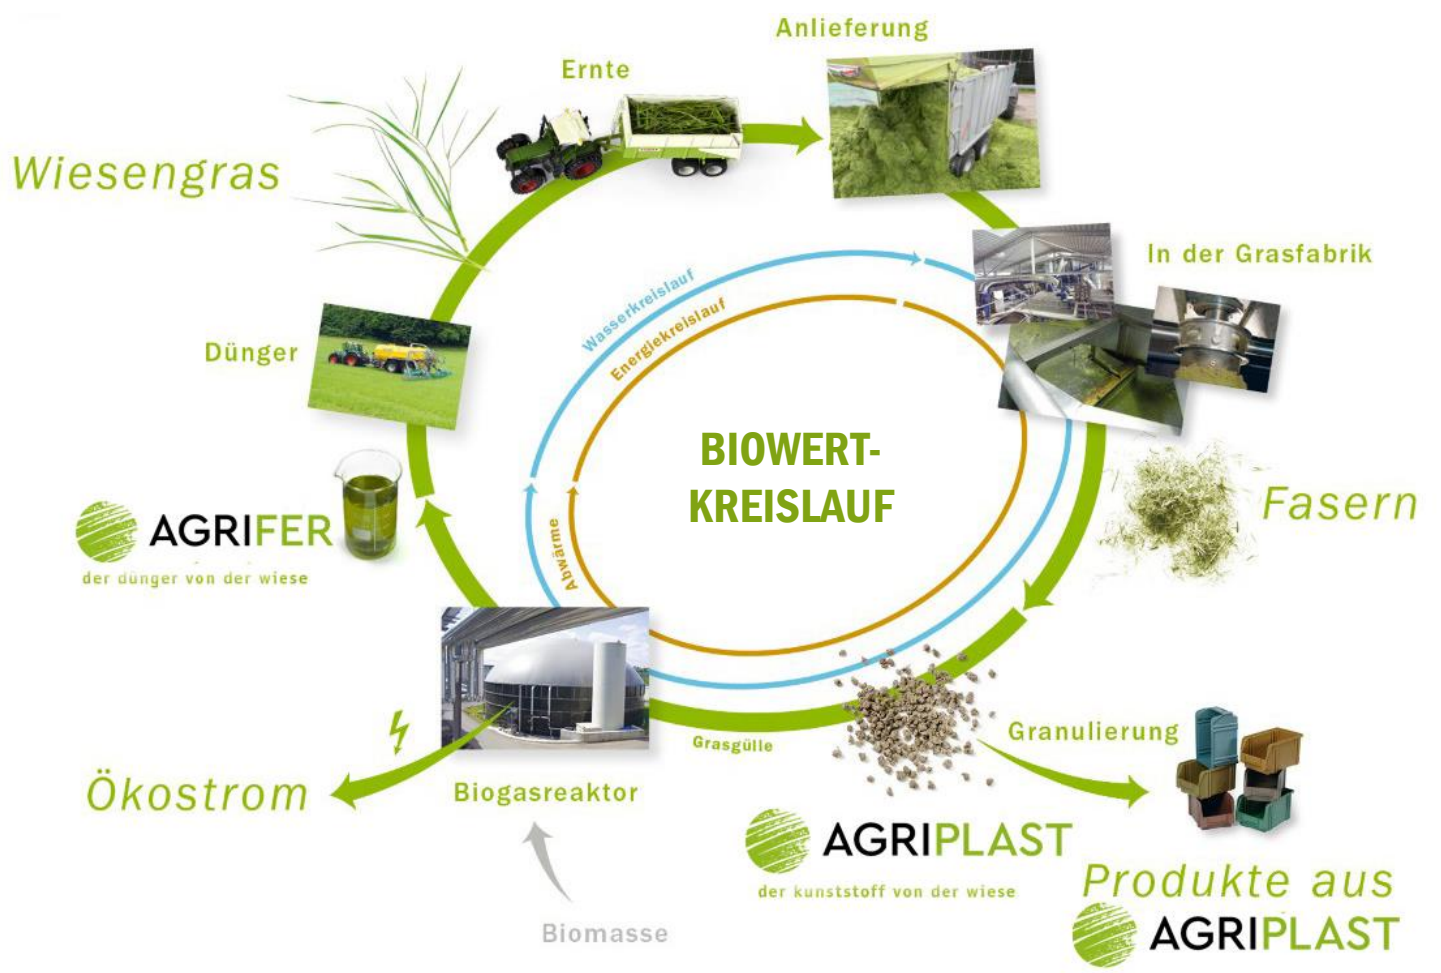 Anlieferung
Ernte
Wiesengras
In der Grasfabrik
Wasserkreislauf
Energiekreislauf
Dünger
BIOWERT-
KREISLAUF
Fasern
AGRIFER
der dünger von der wiese
Abwärme
Grasgülle
Granulierung
Ökostrom
Biogasreaktor
AGRIPLAST
der kunststoff von der wiese
Produkte aus
AGRIPLAST
Biomasse